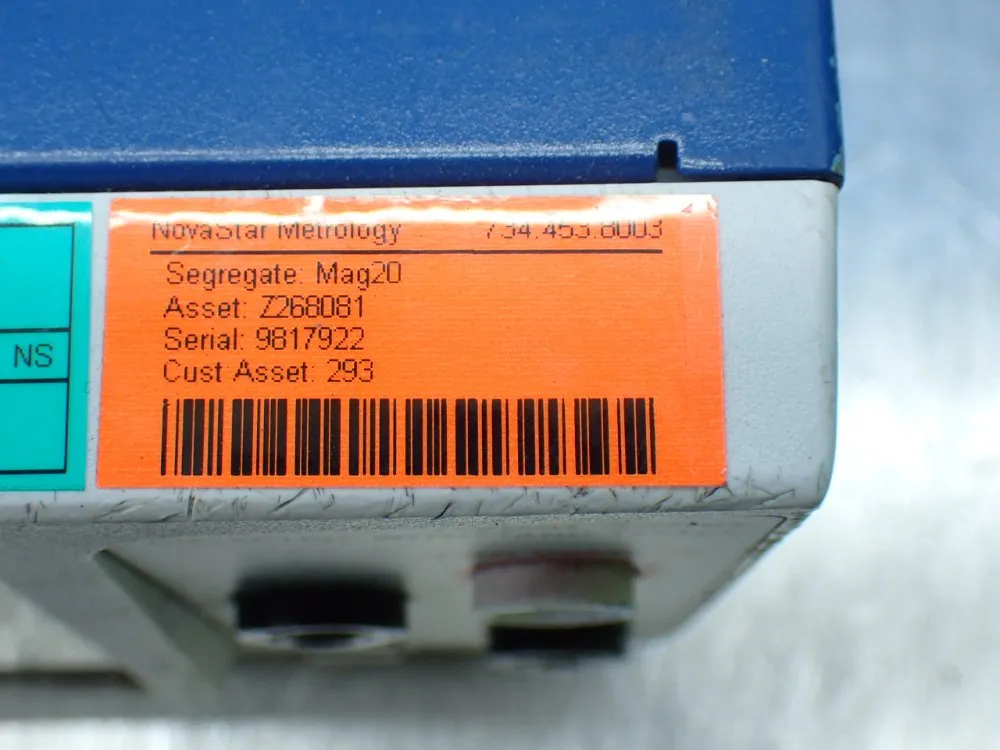 NovaStar Metrology 734.453.8003
Segregate: Mag20
Asset: Z268081
Serial: 9817922
Cust Asset: 293
NS